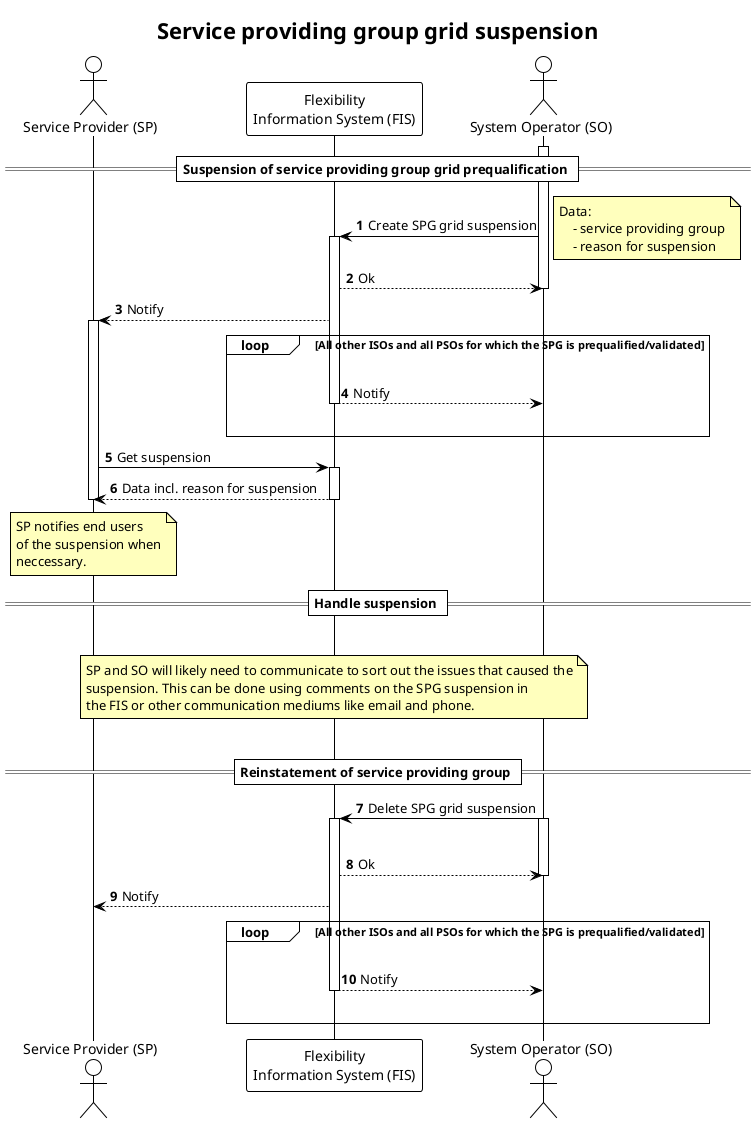 Service providing group grid suspension
Service Provider (SP)
Flexibility
Information System (FIS)
System Operator (SO)
Suspension of service providing group grid prequalification
Data:
- service providing group
- reason for suspension
1 Create SPG grid suspension
2 Ok
3 Notify
loop [All other ISOs and all PSOs for which the SPG is prequalified/validated]
4 Notify
5 Get suspension
6 Data incl. reason for suspension
SP notifies end users
of the suspension when
neccessary.
Handle suspension
SP and SO will likely need to communicate to sort out the issues that caused the
suspension. This can be done using comments on the SPG suspension in
the FIS or other communication mediums like email and phone.
Reinstatement of service providing group
7 Delete SPG grid suspension
8 Ok
9 Notify
loop [All other ISOs and all PSOs for which the SPG is prequalified/validated]
10 Notify
Service Provider (SP)
Flexibility
Information System (FIS)
System Operator (SO)